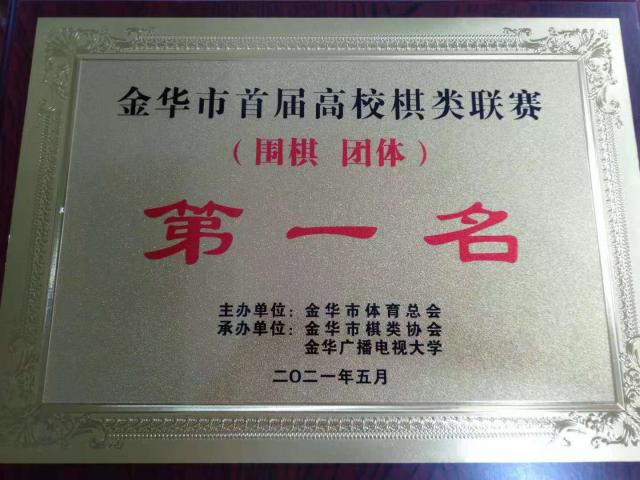 金华市首届高校棋类联赛
（围棋 团体）
第一名
主办单位：金华市体育总会
承办单位：金华市棋类协会
金华广播电视大学
二〇二一年五月